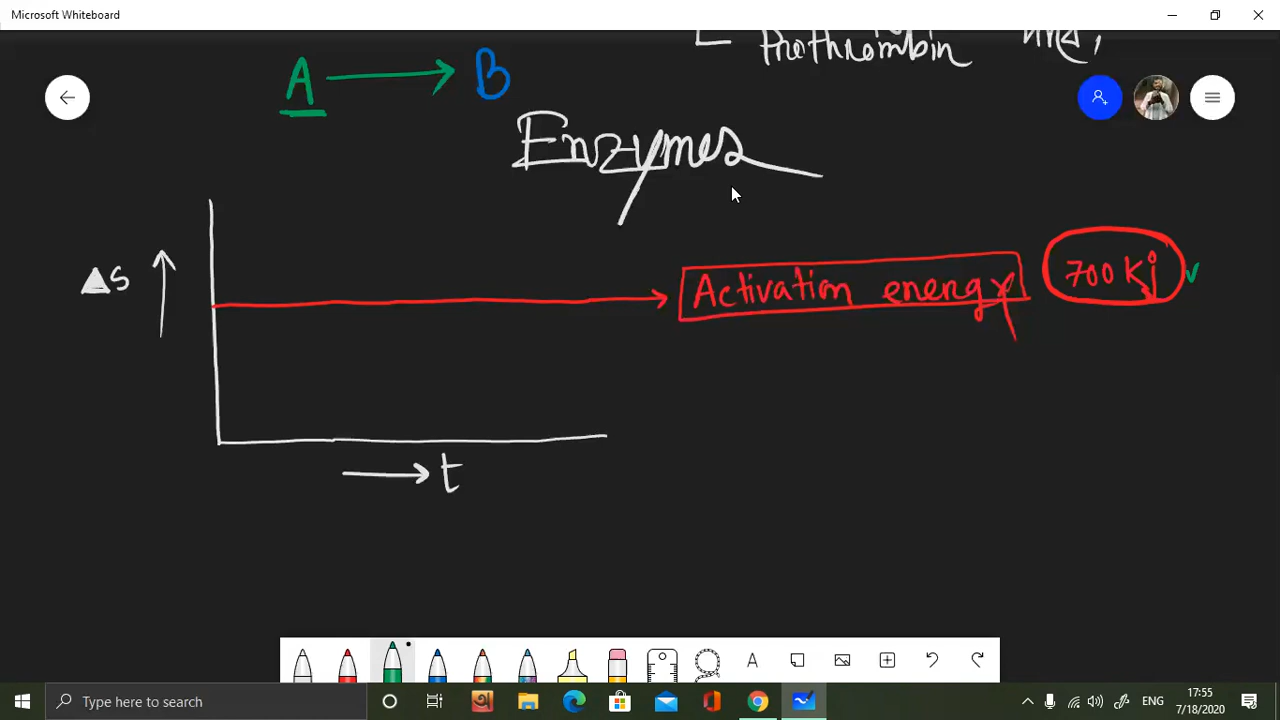 Microsoft Whiteboard
Prothrombin
A → B
Enzymes
ΔS
Activation energy
700 Kj
t
A
Type here to search
ENG
17:55
7/18/2020